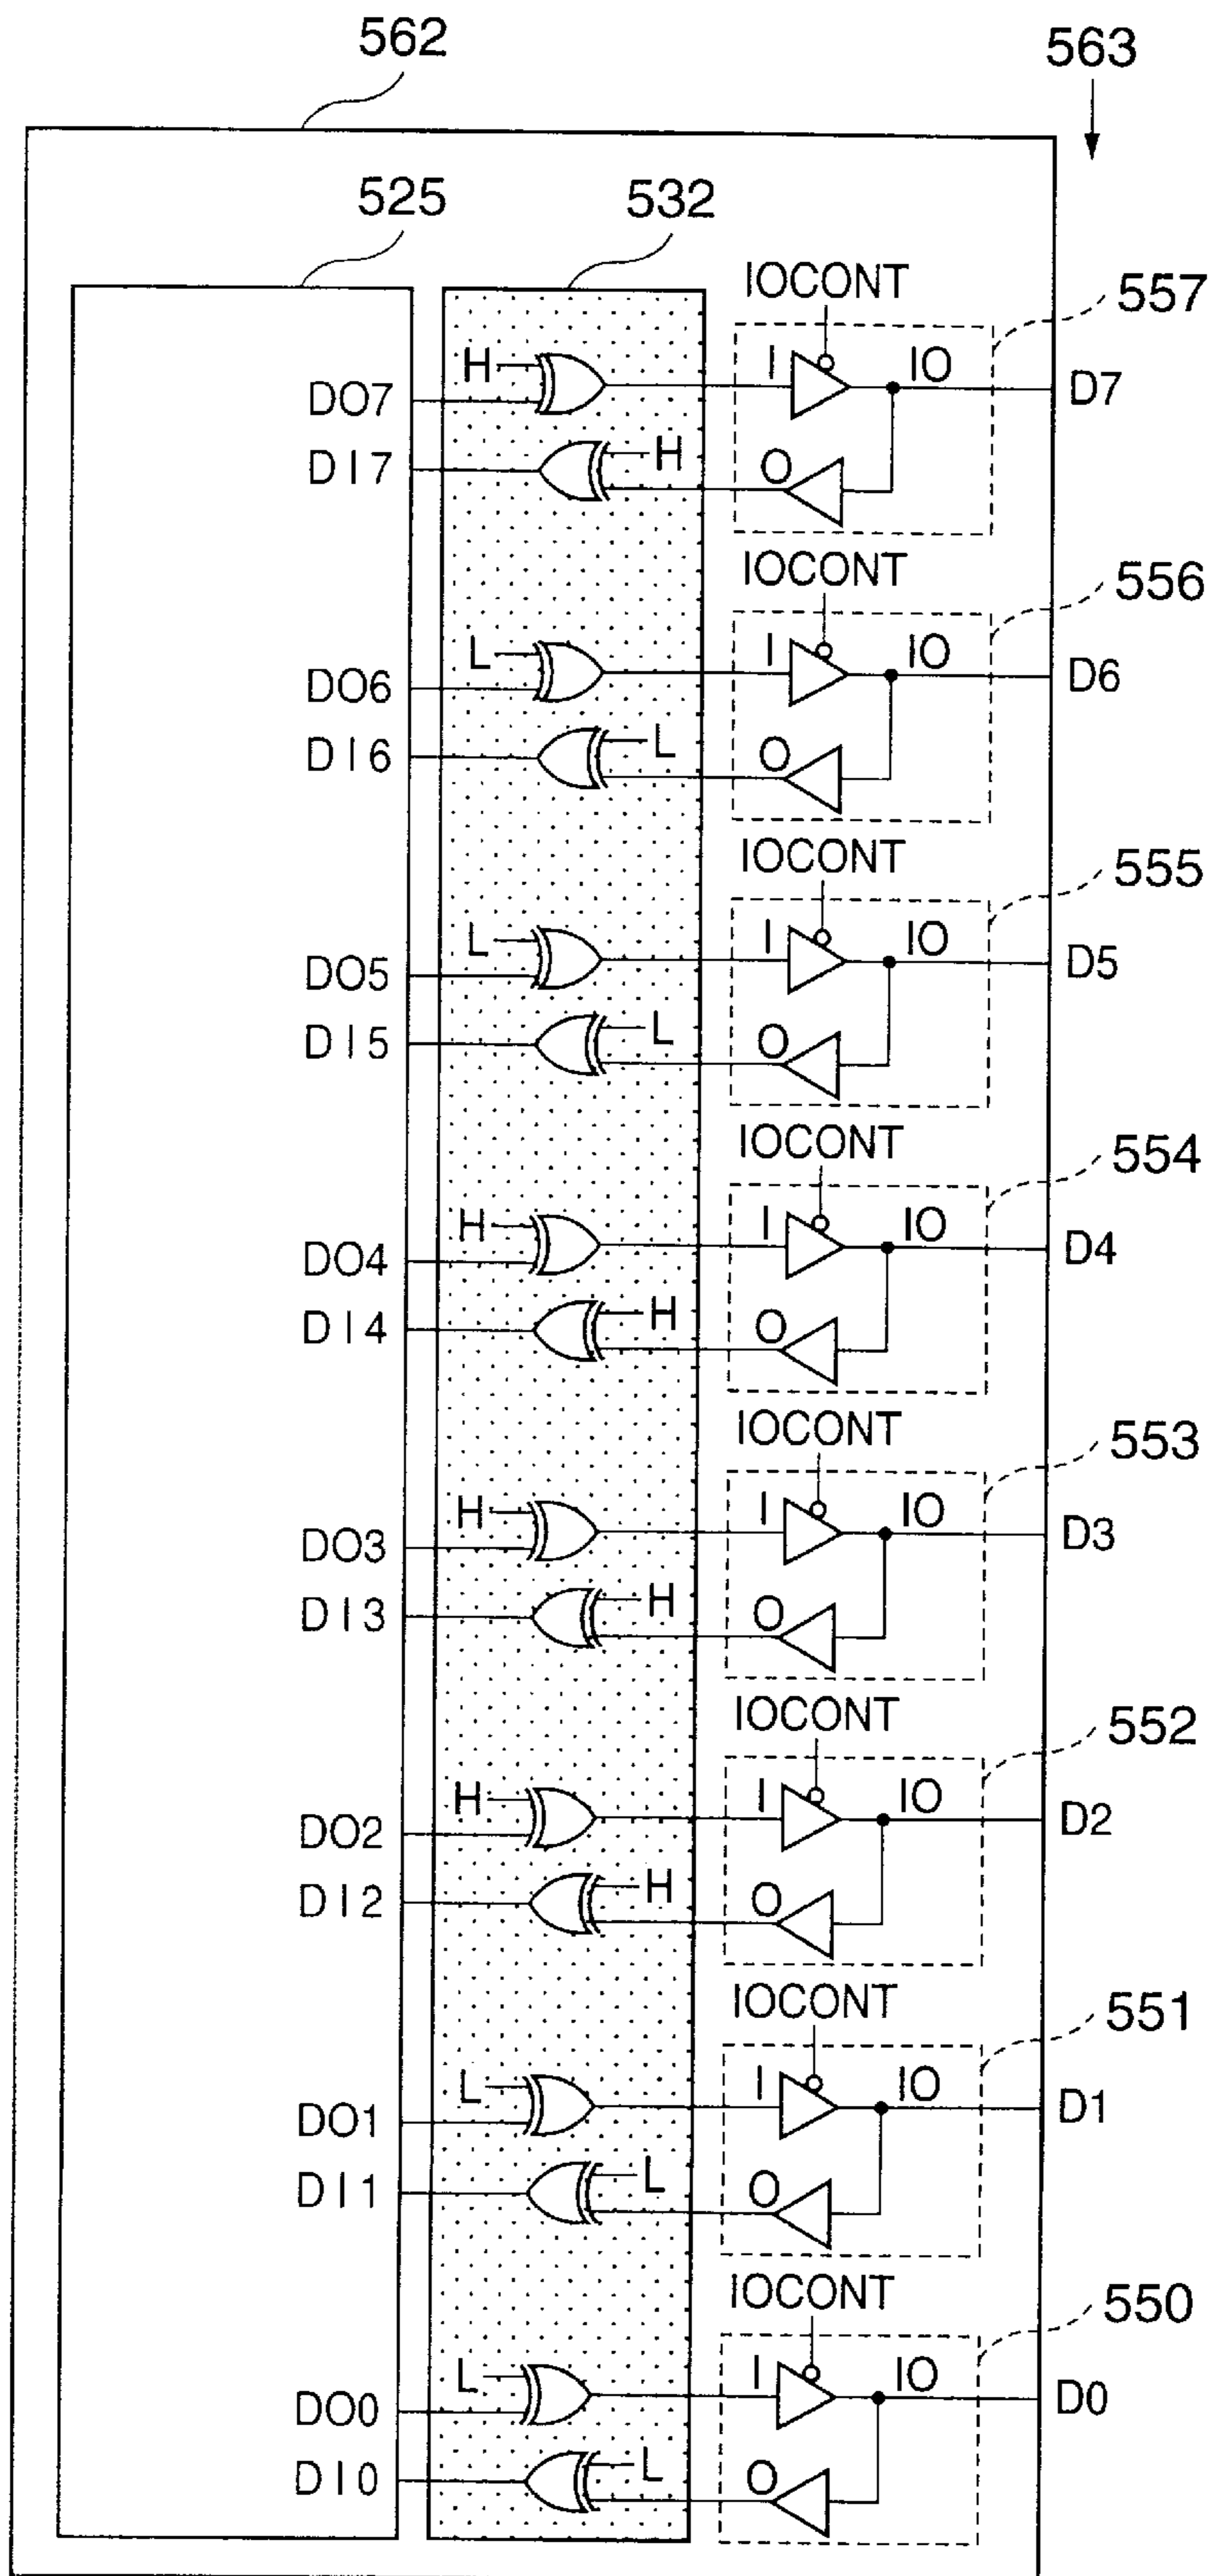 562
563
525
532
IOCONT
557
H
I
IO
D7
DO7
DI7
H
O
IOCONT
556
L
I
IO
D6
DO6
DI6
L
O
IOCONT
555
L
I
IO
D5
DO5
DI5
L
O
IOCONT
554
H
I
IO
D4
DO4
DI4
H
O
IOCONT
553
H
I
IO
D3
DO3
DI3
H
O
IOCONT
552
H
I
IO
D2
DO2
DI2
H
O
IOCONT
551
L
I
IO
D1
DO1
DI1
L
O
IOCONT
550
L
I
IO
D0
DO0
DI0
L
O